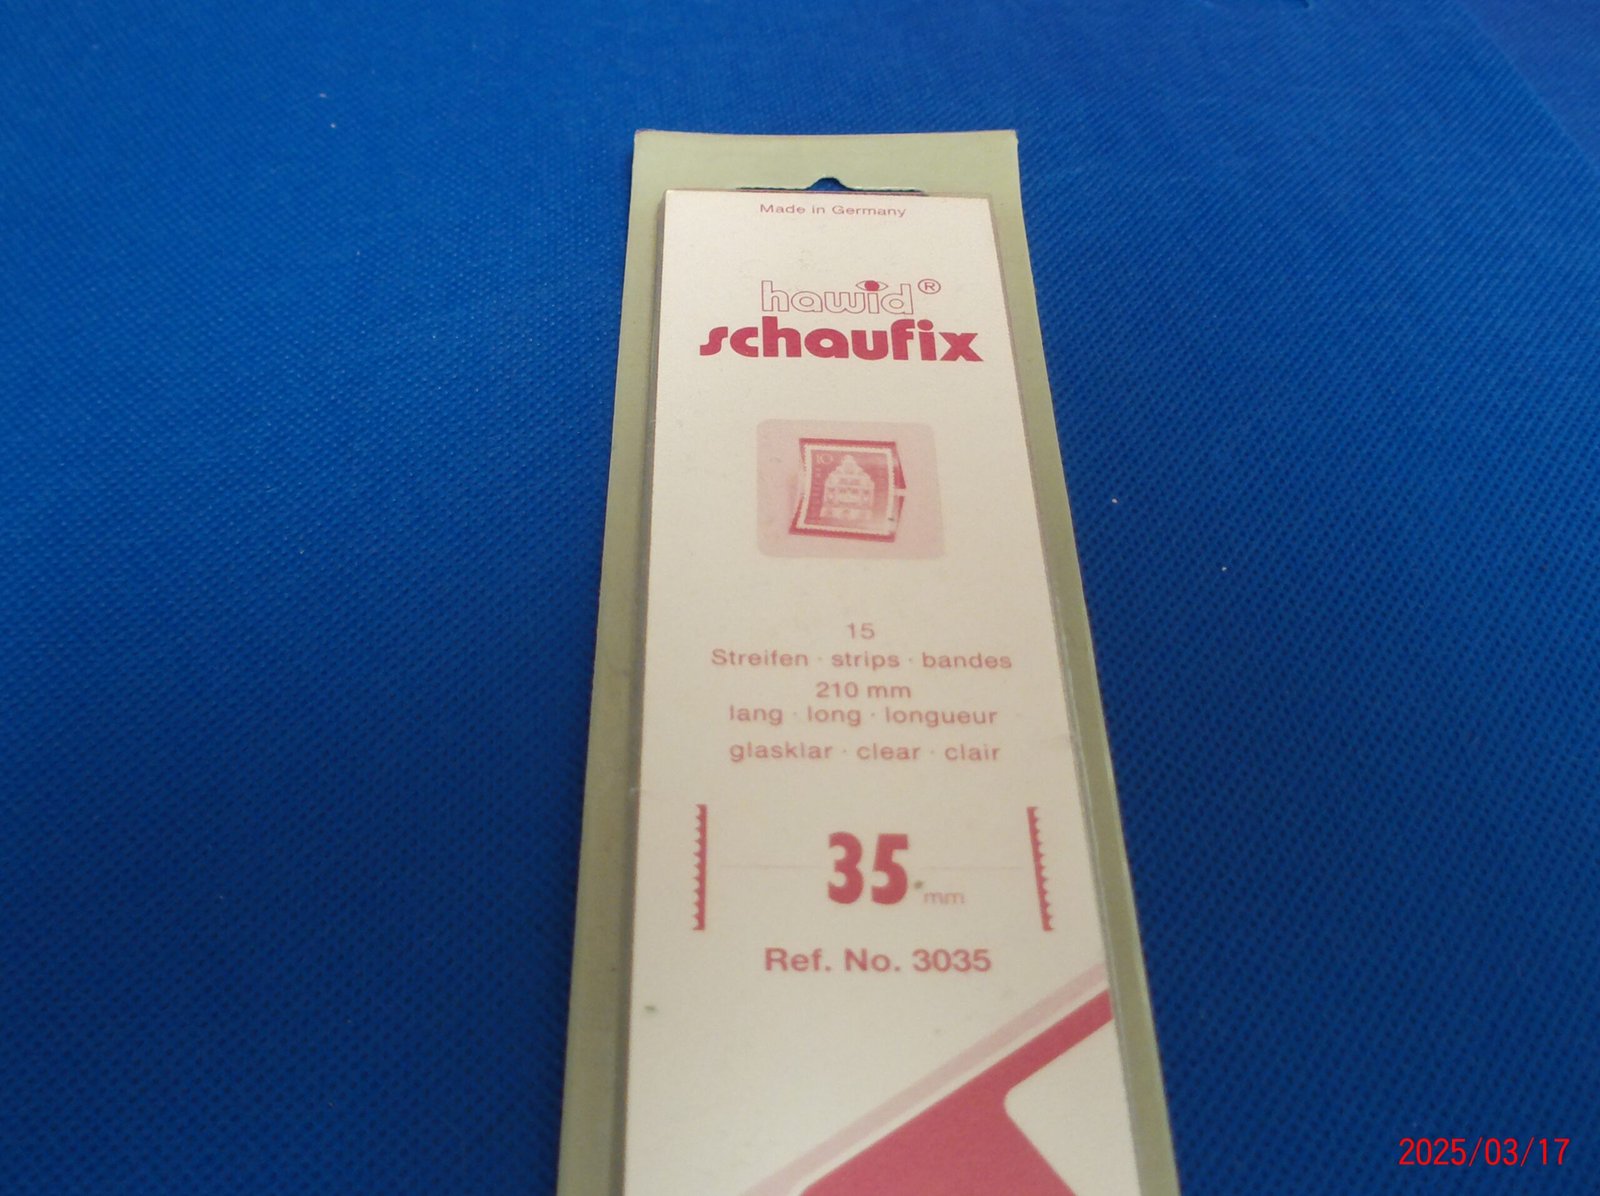 Made in Germany
hawid®
schaufix
10
15
Streifen · strips · bandes
210 mm
lang · long · longueur
glasklar · clear · clair
35 mm
Ref. No. 3035
2025/03/17